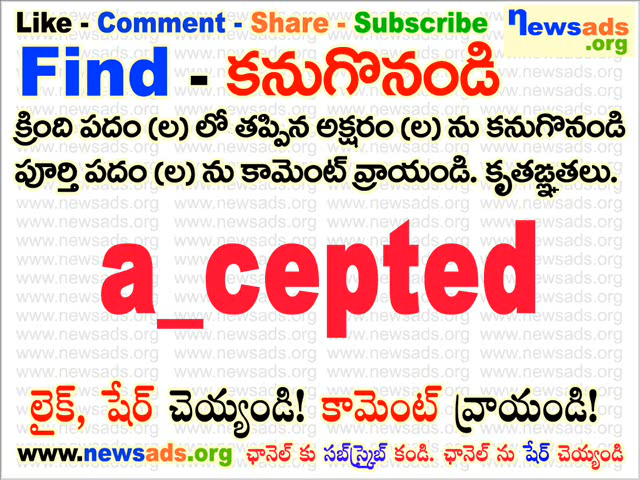 Like - Comment - Share - Subscribe
newsads
.org
Find - కనుగొనండి
క్రింది పదం (ల) లో తప్పిన అక్షరం (ల) ను కనుగొనండి
పూర్తి పదం (ల) ను కామెంట్ వ్రాయండి. కృతఙ్ఞతలు.
a_cepted
లైక్, షేర్ చెయ్యండి! కామెంట్ వ్రాయండి!
www.newsads.org ఛానెల్ కు సబ్‌స్క్రైబ్ కండి. ఛానెల్ ను షేర్ చెయ్యండి